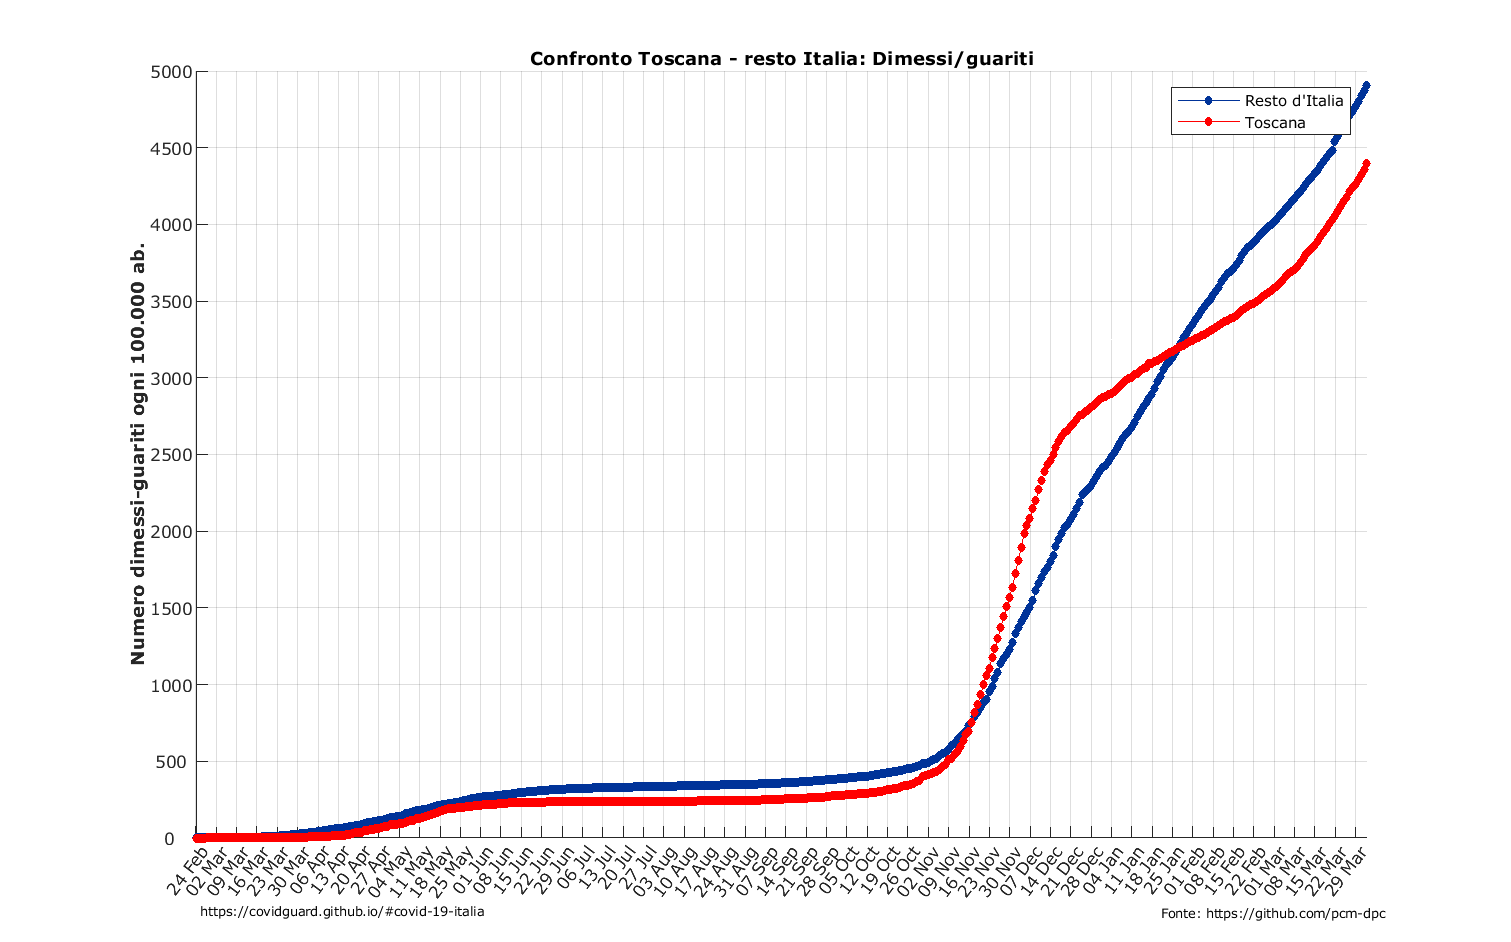 Confronto Toscana - resto Italia: Dimessi/guariti
Numero dimessi-guariti ogni 100.000 ab.
5000
4500
4000
3500
3000
2500
2000
1500
1000
500
0
Resto d'Italia
Toscana
24 Feb
02 Mar
09 Mar
16 Mar
23 Mar
30 Mar
06 Apr
13 Apr
20 Apr
27 Apr
04 May
11 May
18 May
25 May
01 Jun
08 Jun
15 Jun
22 Jun
29 Jun
06 Jul
13 Jul
20 Jul
27 Jul
03 Aug
10 Aug
17 Aug
24 Aug
31 Aug
07 Sep
14 Sep
21 Sep
28 Sep
05 Oct
12 Oct
19 Oct
26 Oct
02 Nov
09 Nov
16 Nov
23 Nov
30 Nov
07 Dec
14 Dec
21 Dec
28 Dec
04 Jan
11 Jan
18 Jan
25 Jan
01 Feb
08 Feb
15 Feb
22 Feb
01 Mar
08 Mar
15 Mar
22 Mar
29 Mar
https://covidguard.github.io/#covid-19-italia
Fonte: https://github.com/pcm-dpc